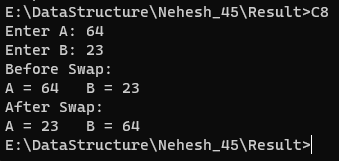 E:\DataStructure\Nehesh_45\Result>C8
Enter A: 64
Enter B: 23
Before Swap:
A = 64   B = 23
After Swap:
A = 23   B = 64
E:\DataStructure\Nehesh_45\Result>